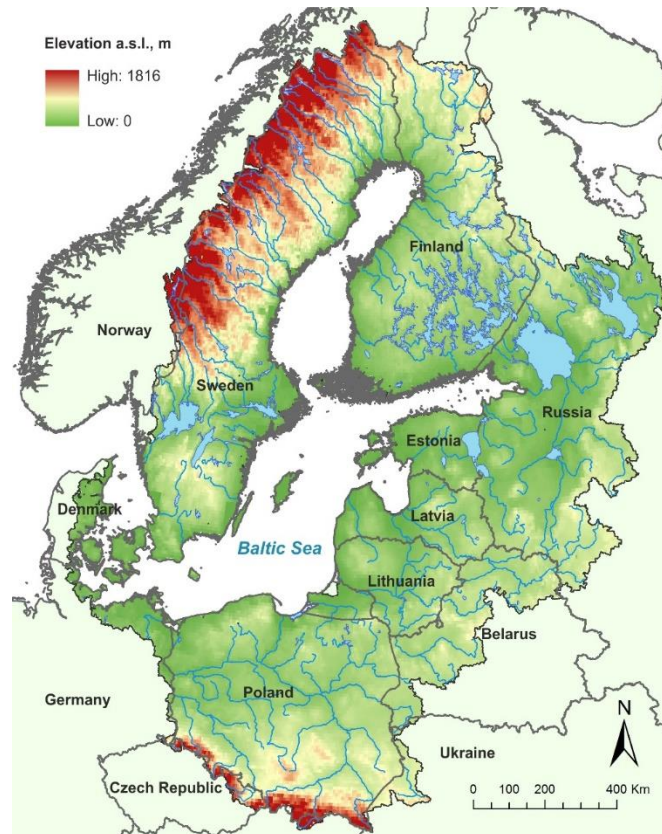 Elevation a.s.l., m
High: 1816
Low: 0
Finland
Norway
Sweden
Russia
Estonia
Denmark
Latvia
Baltic Sea
Lithuania
Belarus
Germany
Poland
N
Ukraine
Czech Republic
0 100 200 400 Km